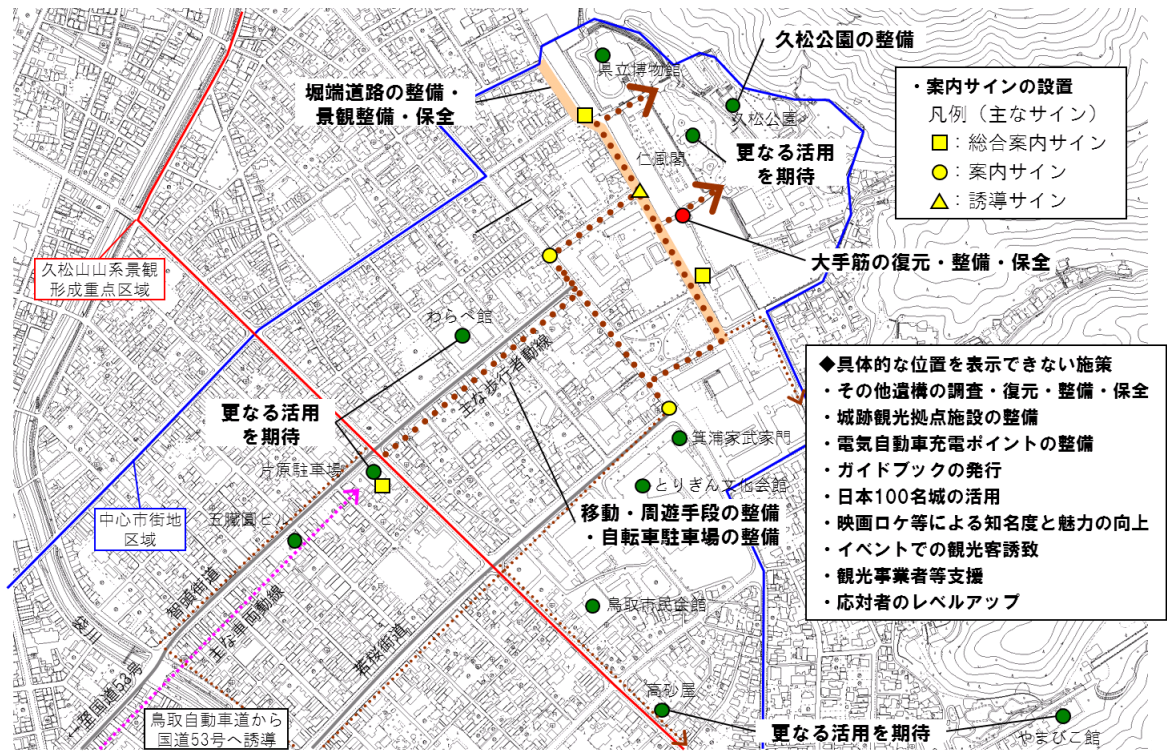 久松公園の整備
県立博物館
堀端道路の整備・
景観整備・保全
・案内サインの設置
凡例（主なサイン）
：総合案内サイン
：案内サイン
：誘導サイン
久松公園
仁風閣
更なる活用
を期待
大手筋の復元・整備・保全
久松山山系景観
形成重点区域
わらべ館
主な歩行者動線
◆具体的な位置を表示できない施策
・その他遺構の調査・復元・整備・保全
・城跡観光拠点施設の整備
・電気自動車充電ポイントの整備
・ガイドブックの発行
・日本100名城の活用
・映画ロケ等による知名度と魅力の向上
・イベントでの観光客誘致
・観光事業者等支援
・応対者のレベルアップ
更なる活用
を期待
片原駐車場
箕浦家武家門
とりぎん文化会館
移動・周遊手段の整備
・自転車駐車場の整備
中心市街地
区域
五臓圓ビル
智頭街道
袋川
主な車両動線
若桜街道
鳥取市民会館
国道53号
鳥取自動車道から
国道53号へ誘導
高砂屋
更なる活用を期待
やまびこ館